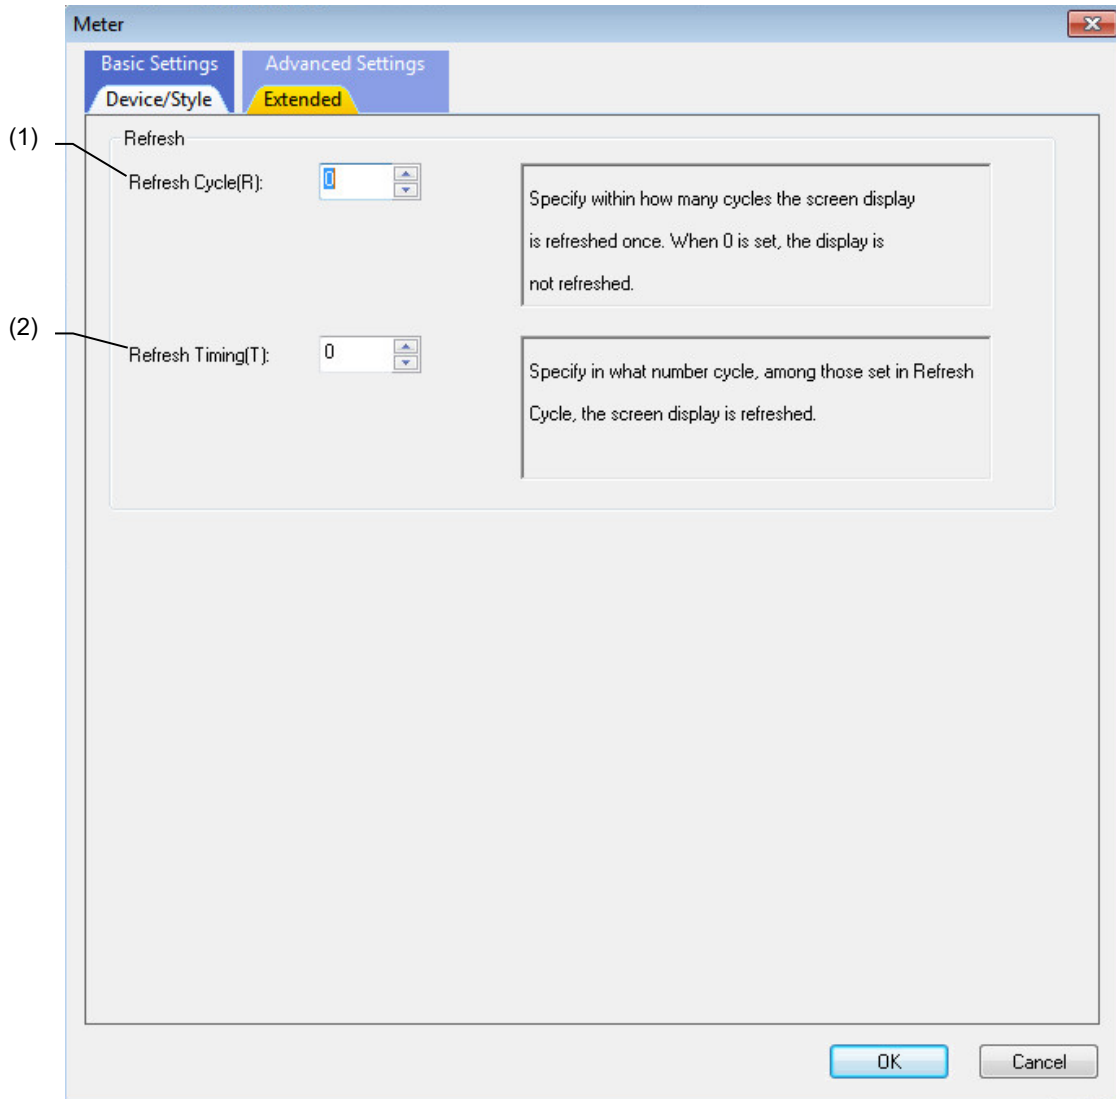 Meter
Basic Settings
Advanced Settings
Device/Style
Extended
(1)
Refresh
Refresh Cycle(R):
0
Specify within how many cycles the screen display
is refreshed once. When 0 is set, the display is
not refreshed.
(2)
Refresh Timing(T):
0
Specify in what number cycle, among those set in Refresh
Cycle, the screen display is refreshed.
OK
Cancel